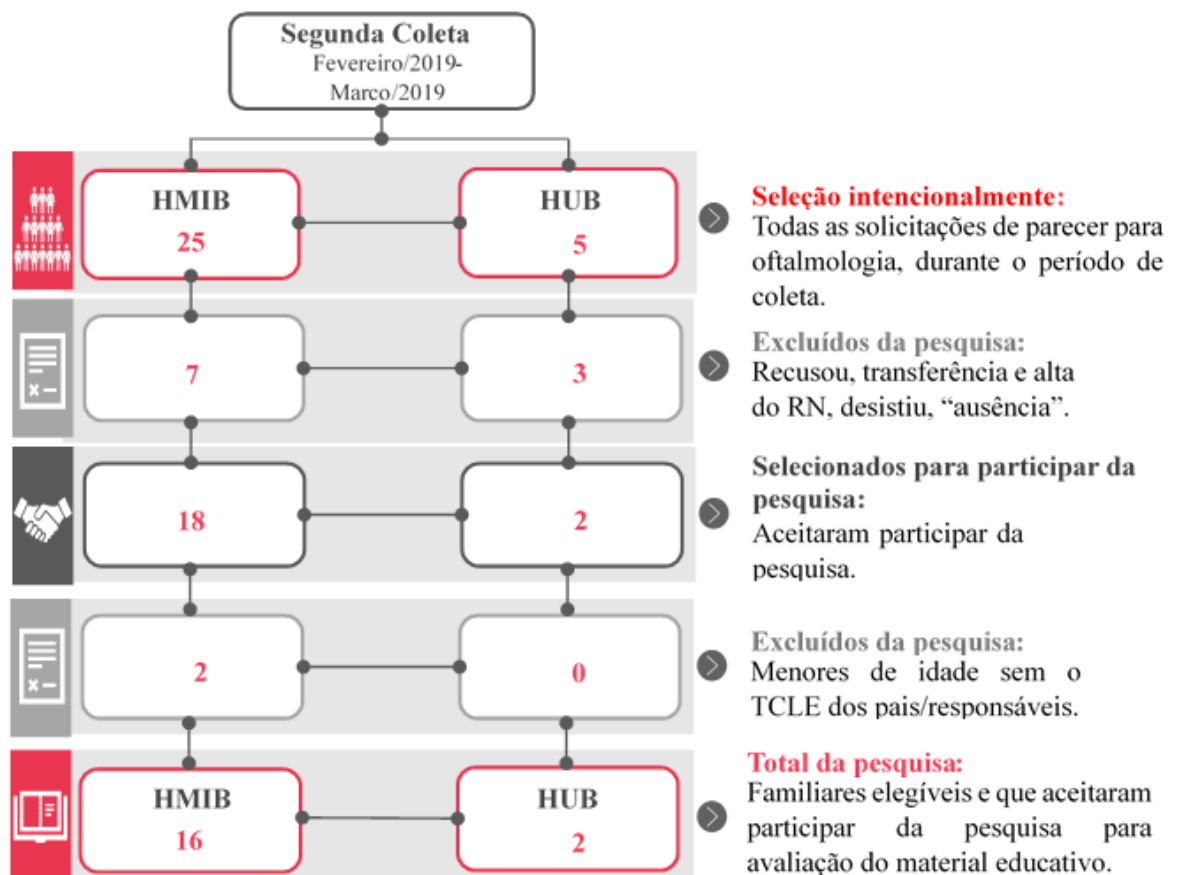 Segunda Coleta
Fevereiro/2019-
Marco/2019
HMIB
25
HUB
5
Seleção intencionalmente:
Todas as solicitações de parecer para
oftalmologia, durante o período de
coleta.
7
3
Excluídos da pesquisa:
Recusou, transferência e alta
do RN, desistiu, “ausência”.
18
2
Selecionados para participar da
pesquisa:
Aceitaram participar da
pesquisa.
2
0
Excluídos da pesquisa:
Menores de idade sem o
TCLE dos pais/responsáveis.
HMIB
16
HUB
2
Total da pesquisa:
Familiares elegíveis e que aceitaram
participar da pesquisa para
avaliação do material educativo.